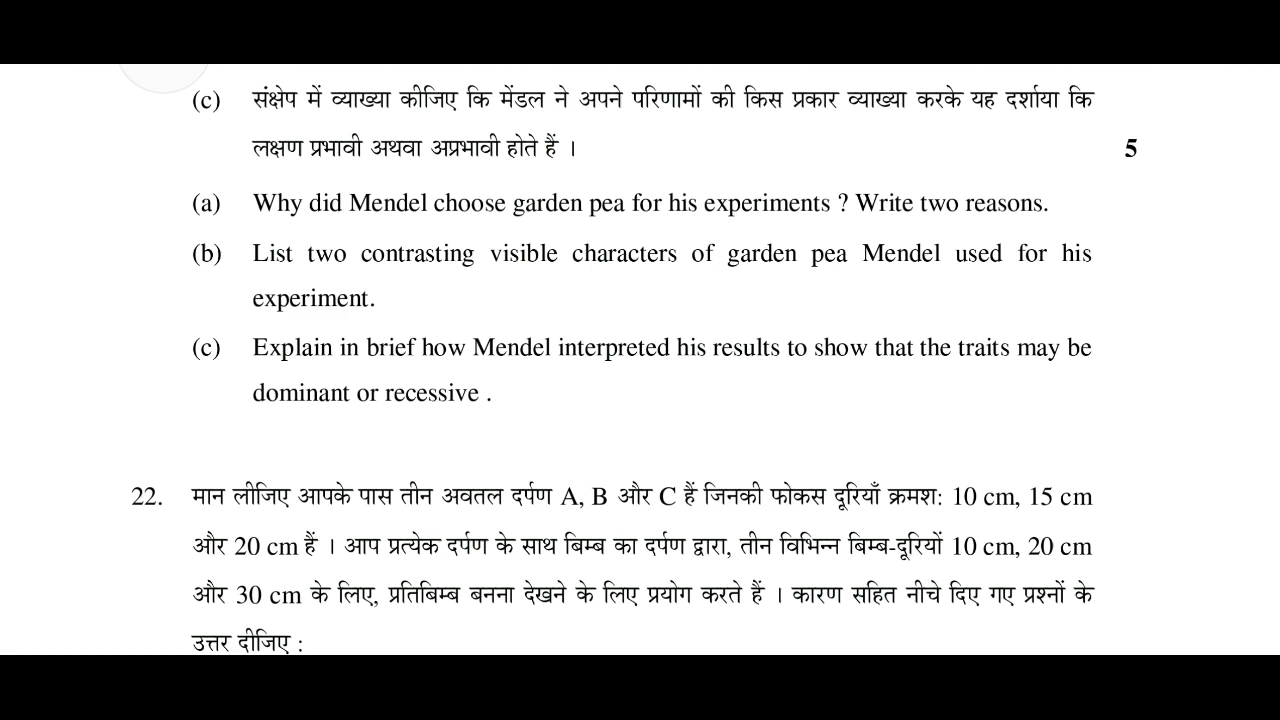 (c) संक्षेप में व्याख्या कीजिए कि मेंडल ने अपने परिणामों की किस प्रकार व्याख्या करके यह दर्शाया कि
लक्षण प्रभावी अथवा अप्रभावी होते हैं । 5
(a) Why did Mendel choose garden pea for his experiments ? Write two reasons.
(b) List two contrasting visible characters of garden pea Mendel used for his
experiment.
(c) Explain in brief how Mendel interpreted his results to show that the traits may be
dominant or recessive .
22. मान लीजिए आपके पास तीन अवतल दर्पण A, B और C हैं जिनकी फोकस दूरियाँ क्रमश: 10 cm, 15 cm
और 20 cm हैं । आप प्रत्येक दर्पण के साथ बिम्ब का दर्पण द्वारा, तीन विभिन्न बिम्ब-दूरियों 10 cm, 20 cm
और 30 cm के लिए, प्रतिबिम्ब बनना देखने के लिए प्रयोग करते हैं । कारण सहित नीचे दिए गए प्रश्नों के
उत्तर दीजिए :